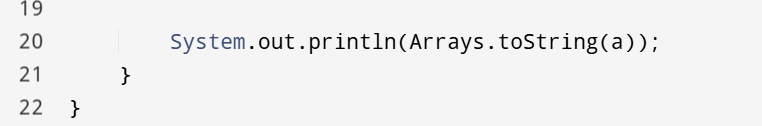 19
20 System.out.println(Arrays.toString(a));
21 }
22 }